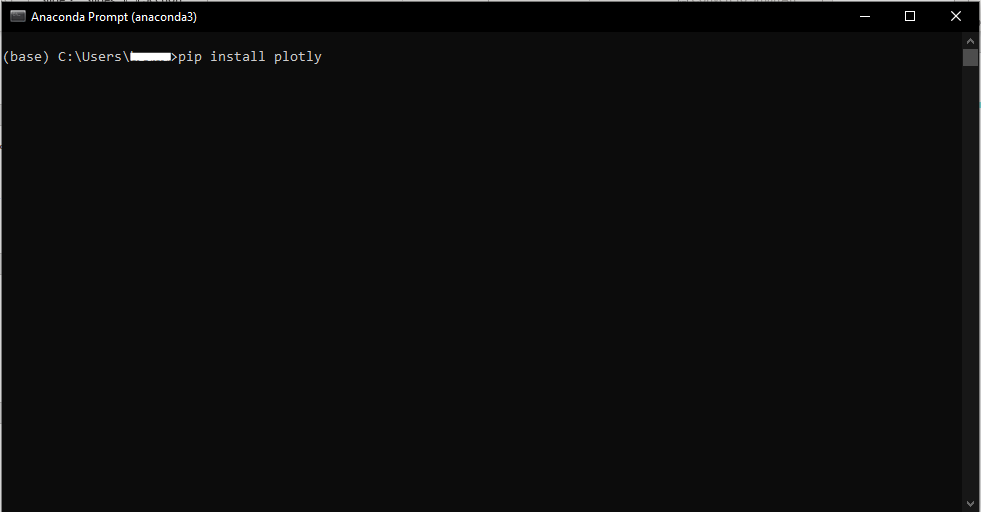 Anaconda Prompt (anaconda3)
(base) C:\Users\>pip install plotly